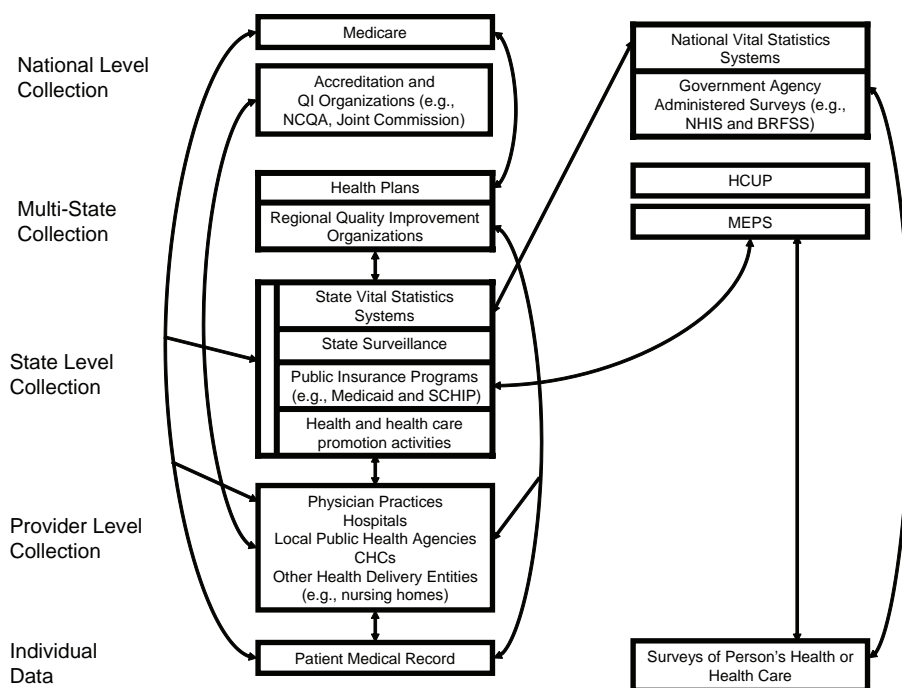 National Level
Collection
Medicare
Accreditation and
QI Organizations (e.g.,
NCQA, Joint Commission)
National Vital Statistics
Systems
Government Agency
Administered Surveys (e.g.,
NHIS and BRFSS)
Multi-State
Collection
Health Plans
Regional Quality Improvement
Organizations
HCUP
MEPS
State Level
Collection
State Vital Statistics
Systems
State Surveillance
Public Insurance Programs
(e.g., Medicaid and SCHIP)
Health and health care
promotion activities
Provider Level
Collection
Physician Practices
Hospitals
Local Public Health Agencies
CHCs
Other Health Delivery Entities
(e.g., nursing homes)
Individual
Data
Patient Medical Record
Surveys of Person's Health or
Health Care